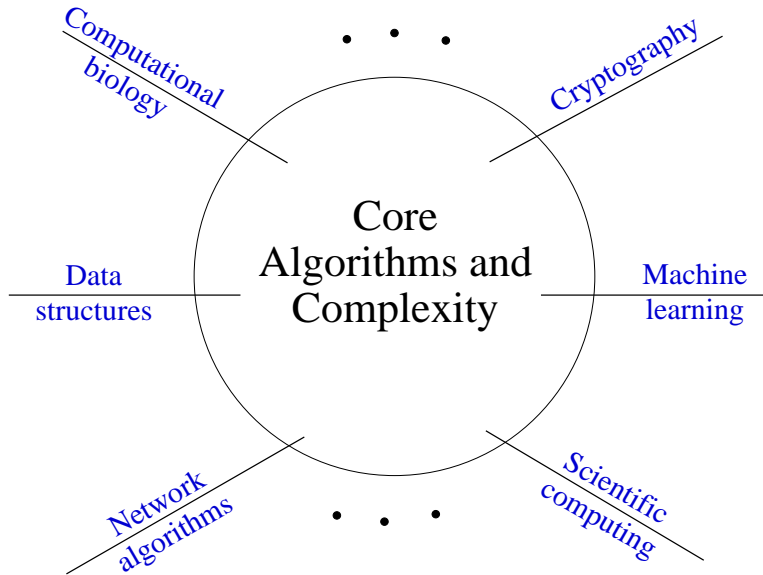 Computational
biology
Cryptography
Core
Algorithms and
Complexity
Data
structures
Machine
learning
Network
algorithms
Scientific
computing